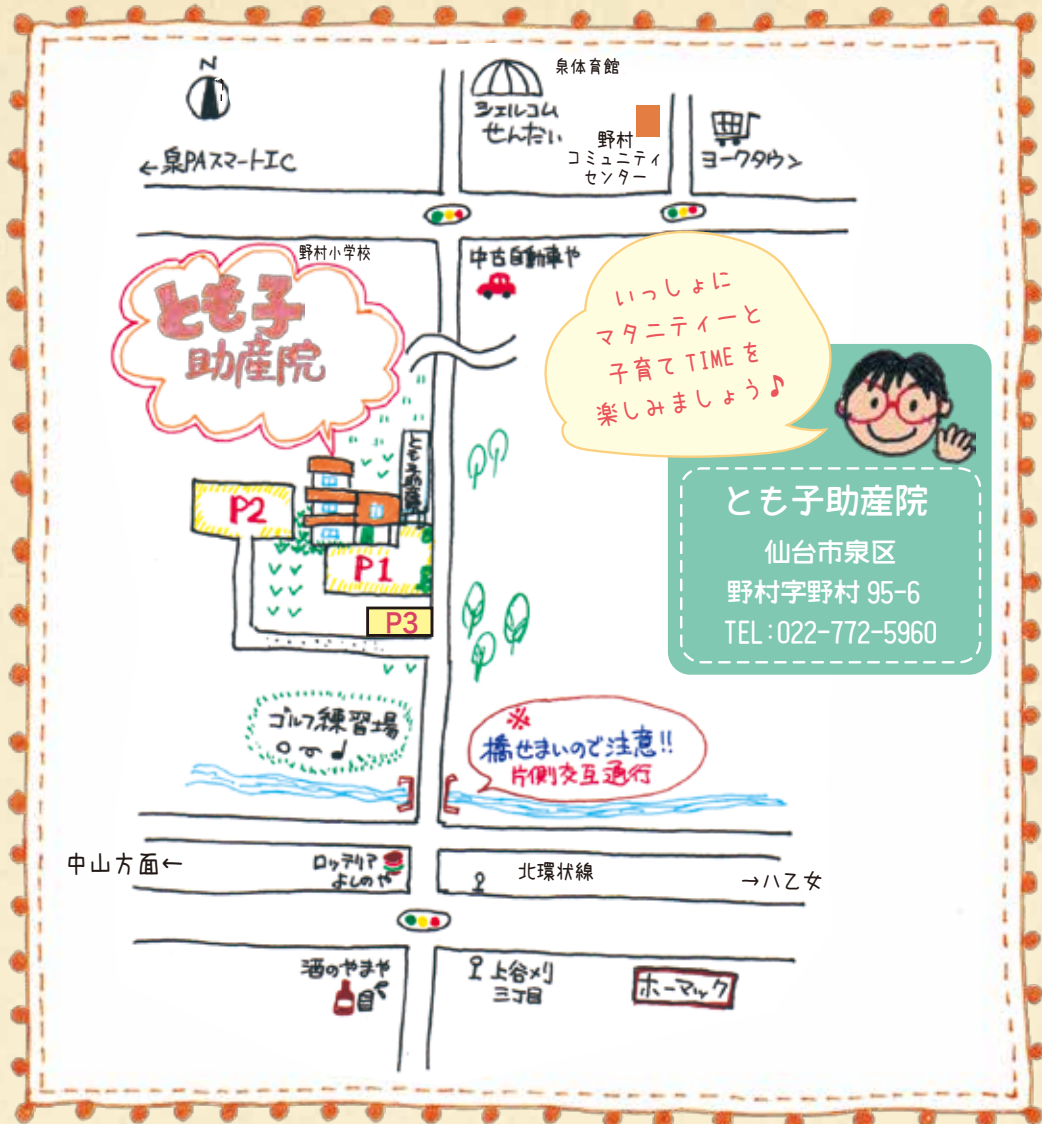 N
泉体育館
シェルコム
せんだい
野村
コミュニティ
センター
ヨークタウン
←泉PAスマートIC
野村小学校
中古自動車や
とも子
助産院
いっしょに
マタニティーと
子育てTIMEを
楽しみましょう♪
とも子助産院
P2
P1
P3
とも子助産院
仙台市泉区
野村字野村 95-6
TEL:022-772-5960
ゴルフ練習場
※
橋せまいので注意!!
片側交互通行
中山方面←
ロッテリア
よしのや
北環状線
→八乙女
酒のやまや
上谷刈
三丁目
ホーマック